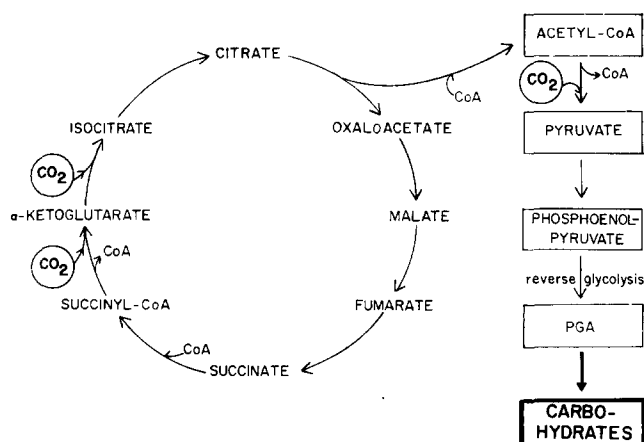 CITRATE
CoA
OXALOACETATE
MALATE
FUMARATE
SUCCINATE
CoA
SUCCINYL-CoA
CoA
CO2
α-KETOGLUTARATE
CO2
ISOCITRATE
ACETYL-CoA
CO2
CoA
PYRUVATE
PHOSPHOENOL-
PYRUVATE
reverse glycolysis
PGA
CARBO-
HYDRATES